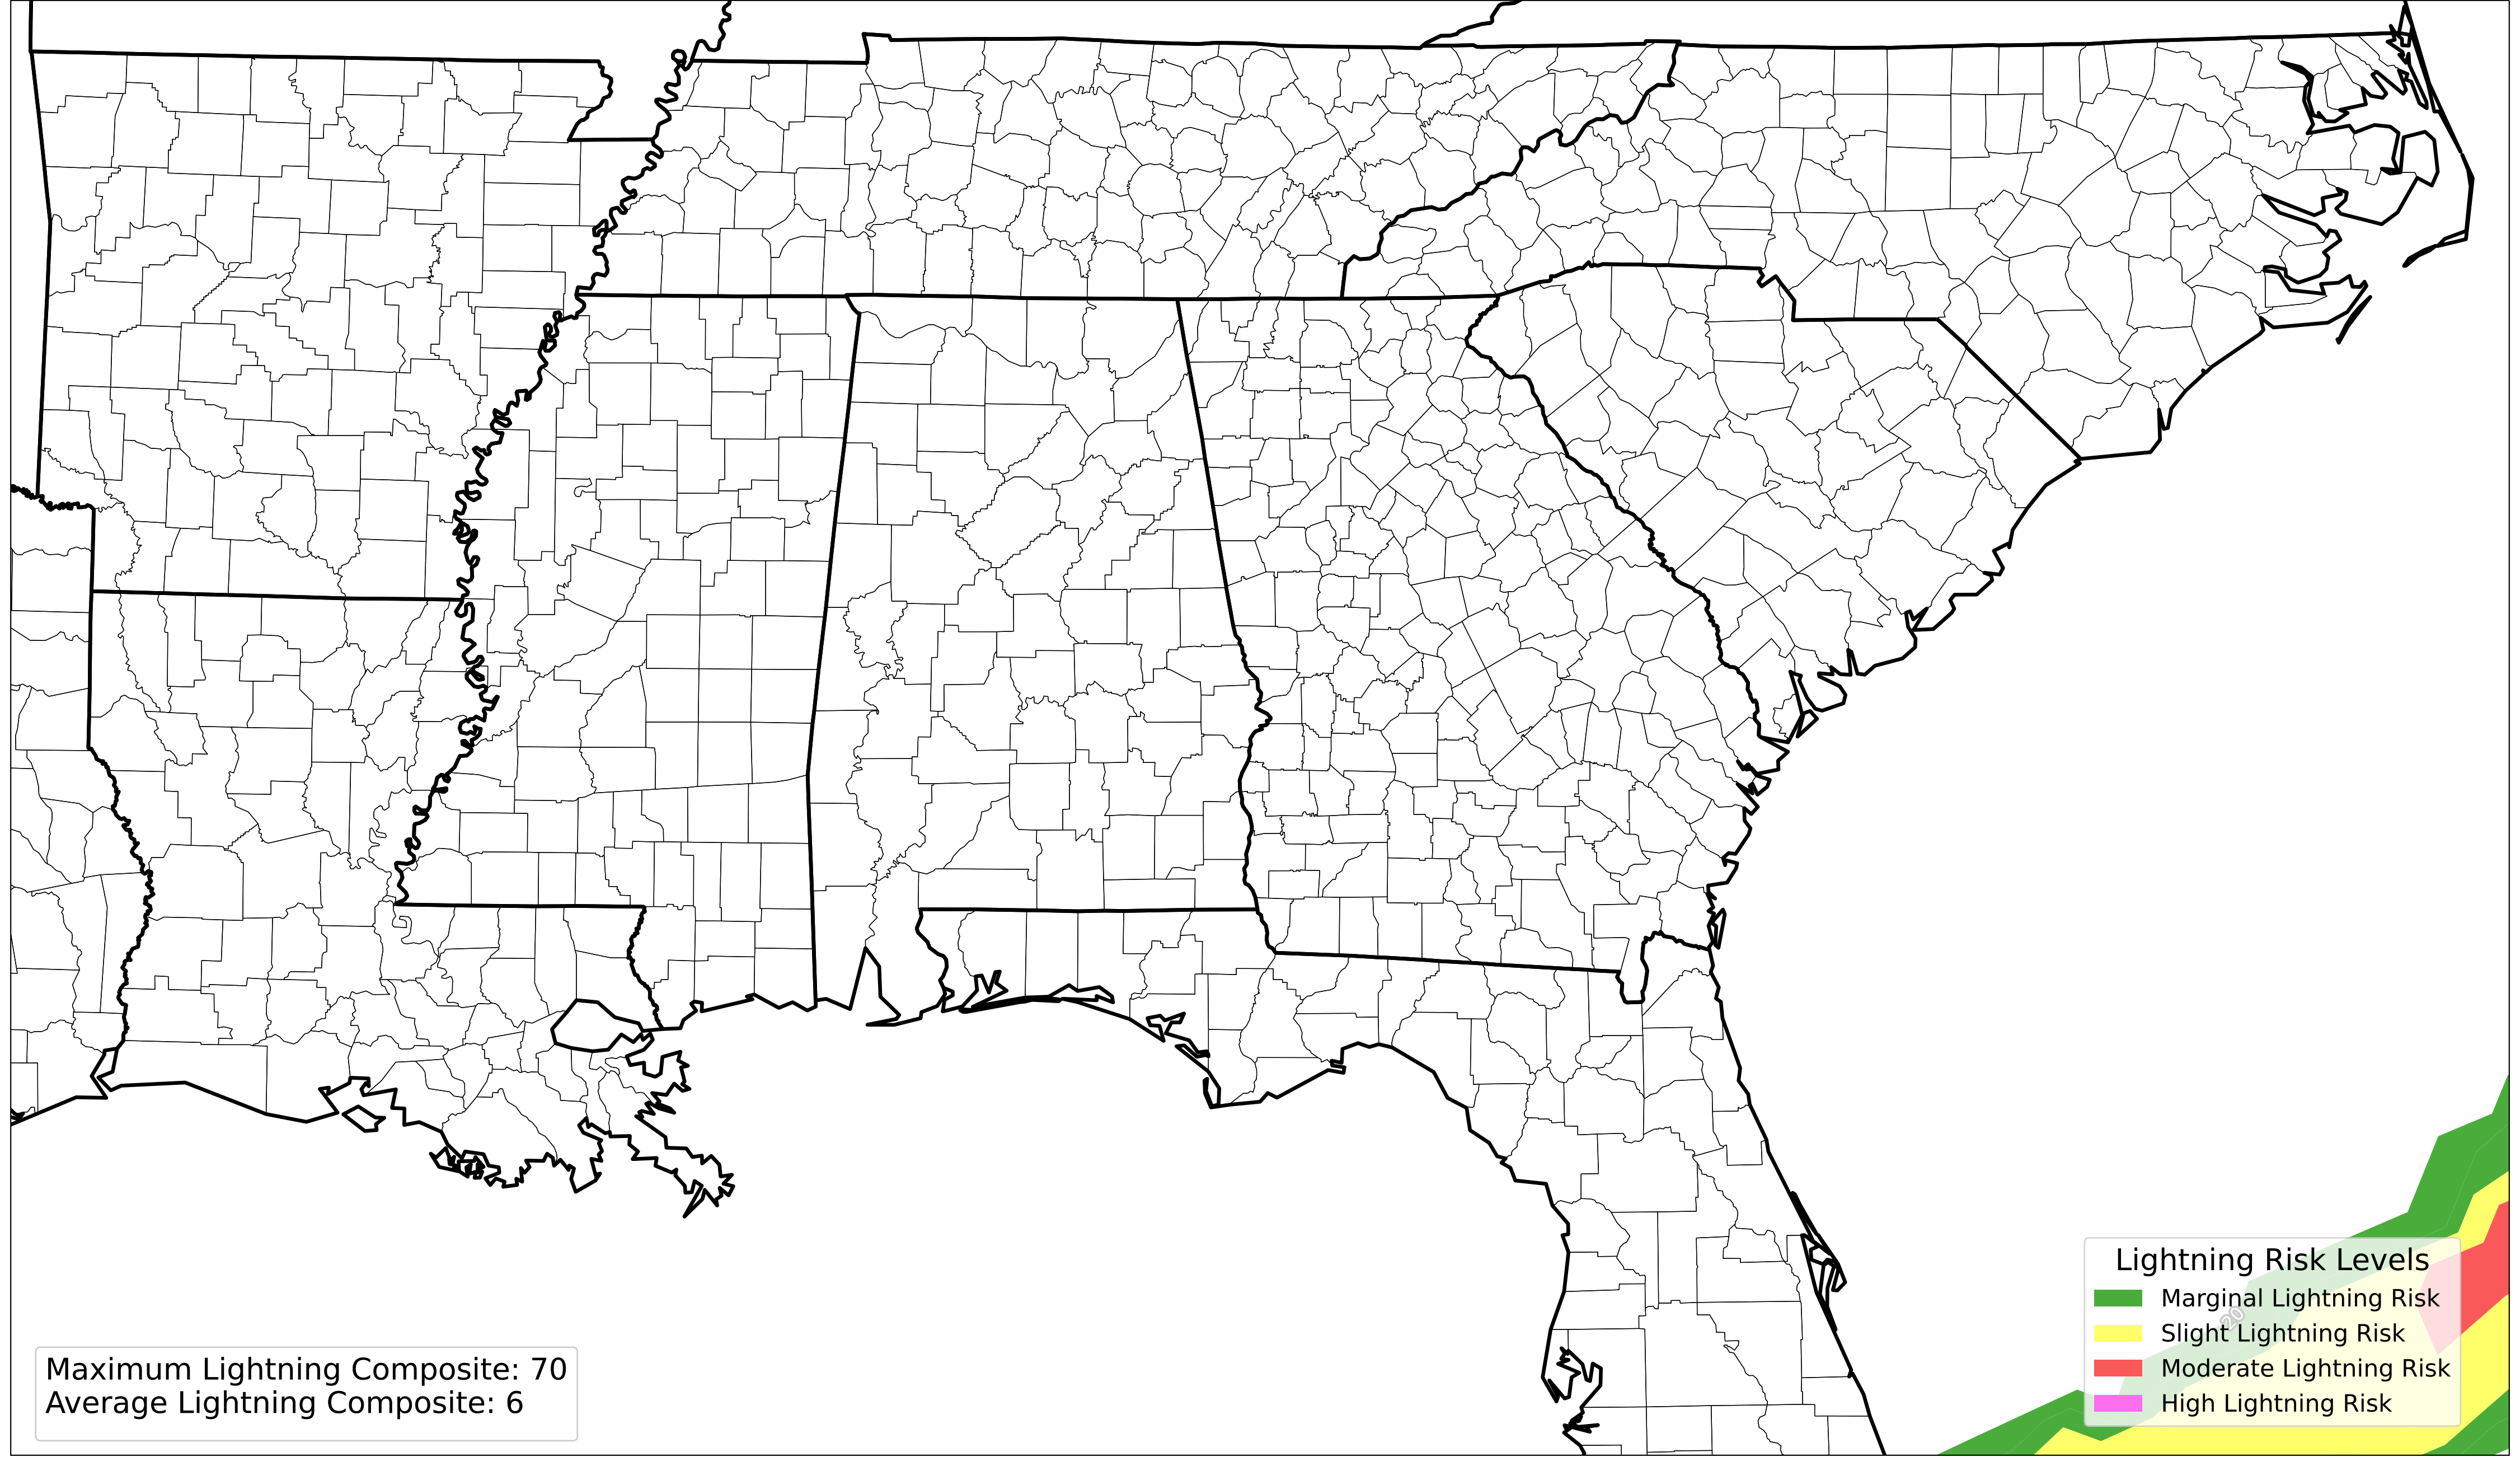 Maximum Lightning Composite: 70
Average Lightning Composite: 6
Lightning Risk Levels
Marginal Lightning Risk
Slight Lightning Risk
Moderate Lightning Risk
High Lightning Risk
20